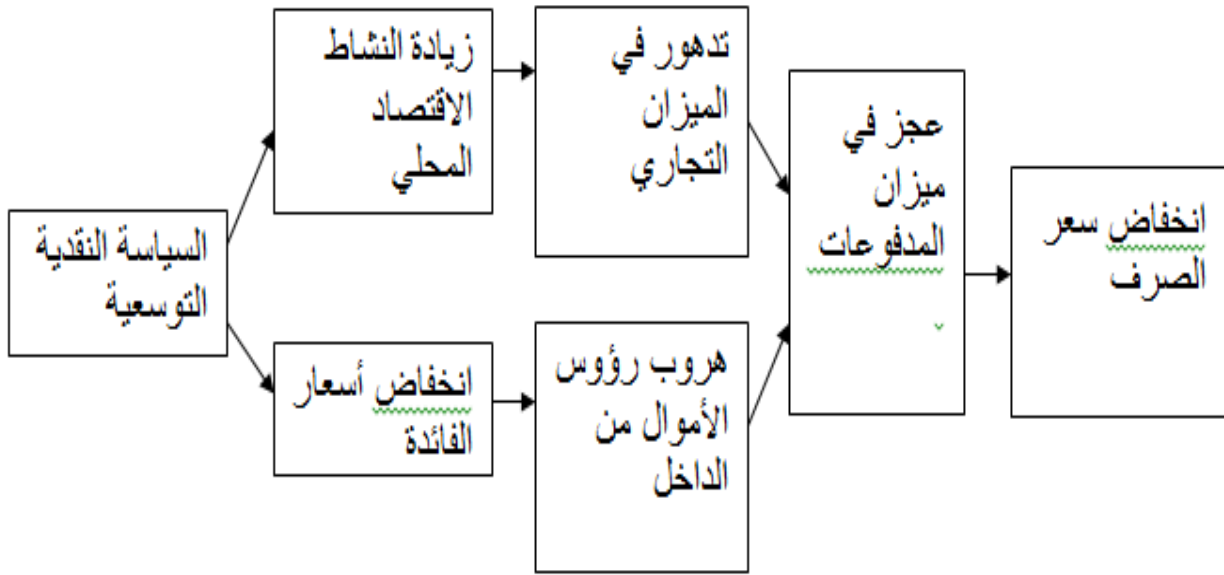 السياسة النقدية
التوسعية
زيادة النشاط
الاقتصاد
المحلي
تدهور في
الميزان
التجاري
انخفاض أسعار
الفائدة
هروب رؤوس
الأموال من
الداخل
عجز في
ميزان
المدفوعات
انخفاض سعر
الصرف